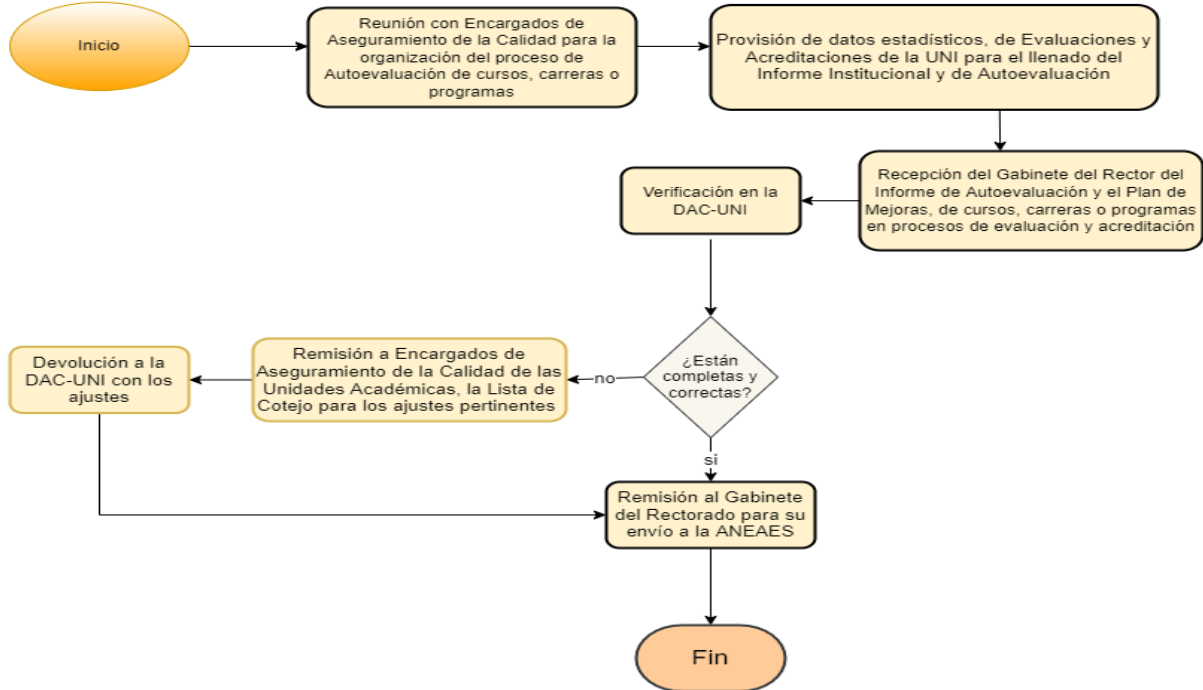 Inicio
Reunión con Encargados de
Aseguramiento de la Calidad para la
organización del proceso de
Autoevaluación de cursos, carreras o
programas
Provisión de datos estadísticos, de Evaluaciones y
Acreditaciones de la UNI para el llenado del
Informe Institucional y de Autoevaluación
Recepción del Gabinete del Rector del
Informe de Autoevaluación y el Plan de
Mejoras, de cursos, carreras o programas
en procesos de evaluación y acreditación
Verificación en la
DAC-UNI
¿Están
completas y
correctas?
no
Remisión a Encargados de
Aseguramiento de la Calidad de las
Unidades Académicas, la Lista de
Cotejo para los ajustes pertinentes
Devolución a la
DAC-UNI con los
ajustes
si
Remisión al Gabinete
del Rectorado para su
envío a la ANEAES
Fin